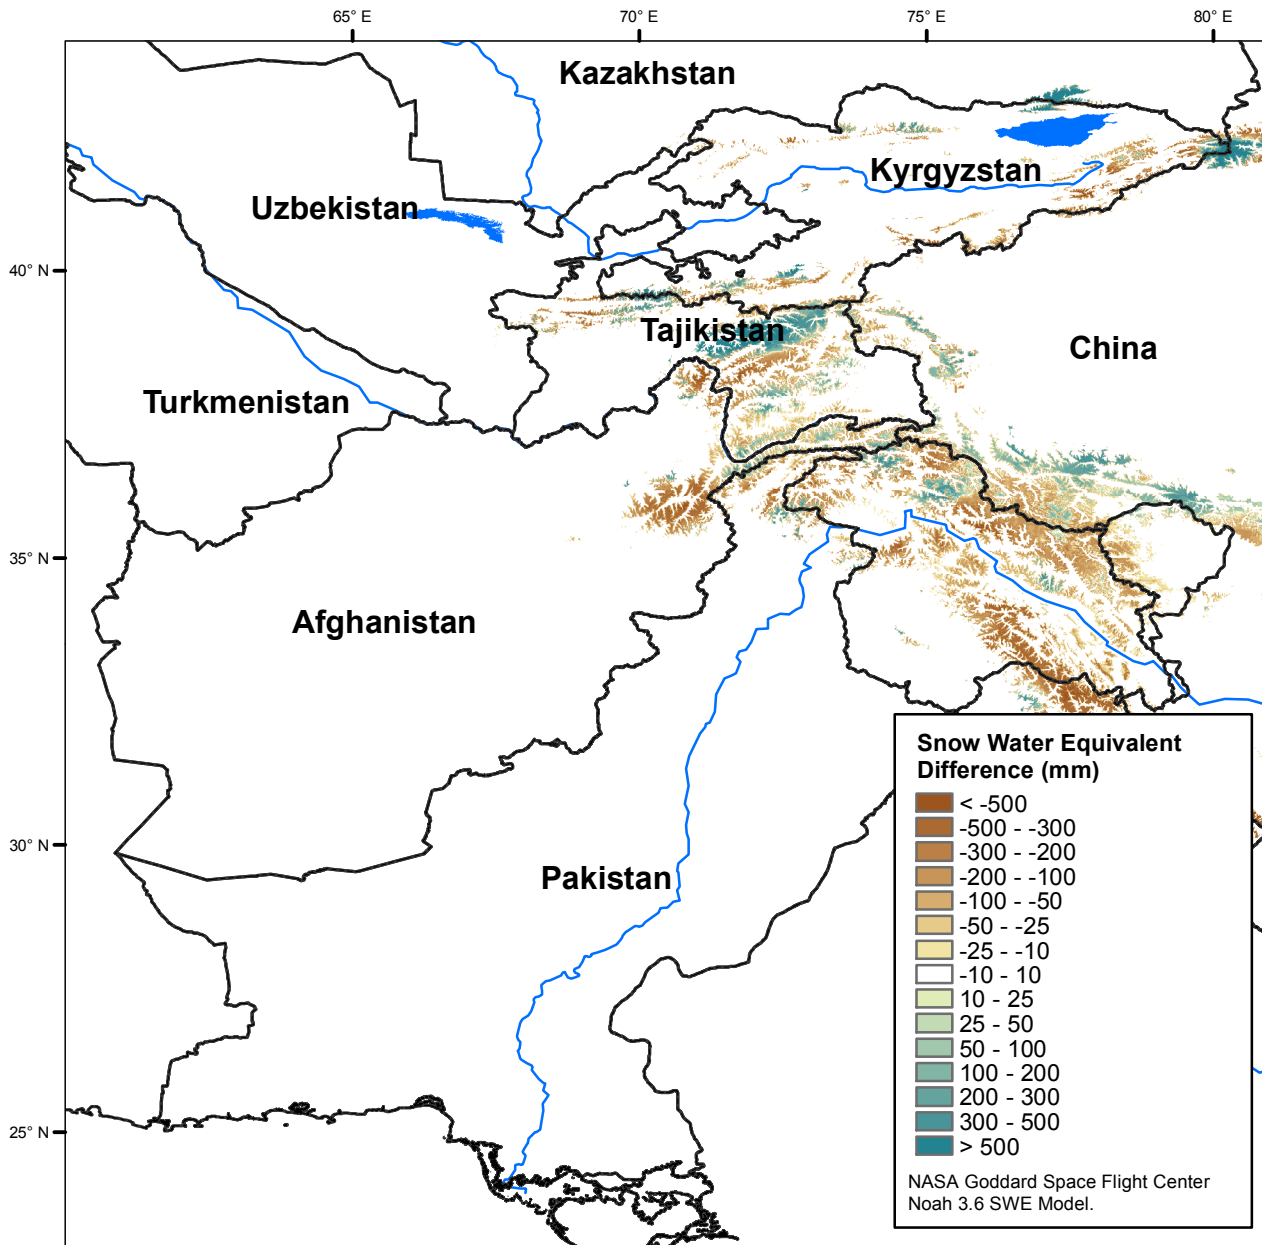 65° E
70° E
75° E
80° E
Kazakhstan
Kyrgyzstan
Uzbekistan
40° N
Tajikistan
China
Turkmenistan
35° N
Afghanistan
30° N
Pakistan
25° N
Snow Water Equivalent
Difference (mm)
< -500
-500 - -300
-300 - -200
-200 - -100
-100 - -50
-50 - -25
-25 - -10
-10 - 10
10 - 25
25 - 50
50 - 100
100 - 200
200 - 300
300 - 500
> 500
NASA Goddard Space Flight Center
Noah 3.6 SWE Model.